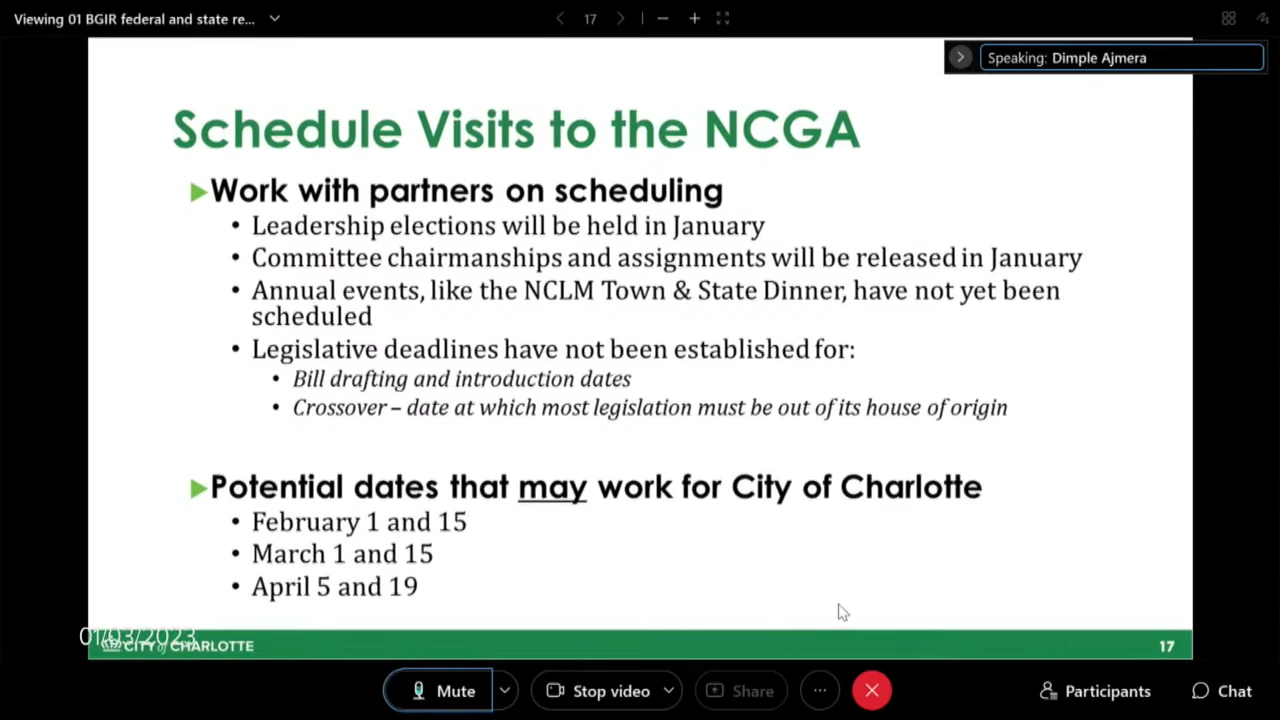 Viewing 01 BGIR federal and state re...
17
Speaking: Dimple Ajmera
Schedule Visits to the NCGA
Work with partners on scheduling
• Leadership elections will be held in January
• Committee chairmanships and assignments will be released in January
• Annual events, like the NCLM Town & State Dinner, have not yet been
scheduled
• Legislative deadlines have not been established for:
• Bill drafting and introduction dates
• Crossover – date at which most legislation must be out of its house of origin
Potential dates that may work for City of Charlotte
• February 1 and 15
• March 1 and 15
• April 5 and 19
01/03/2023
CITY of CHARLOTTE
17
Mute
Stop video
Share
Participants
Chat